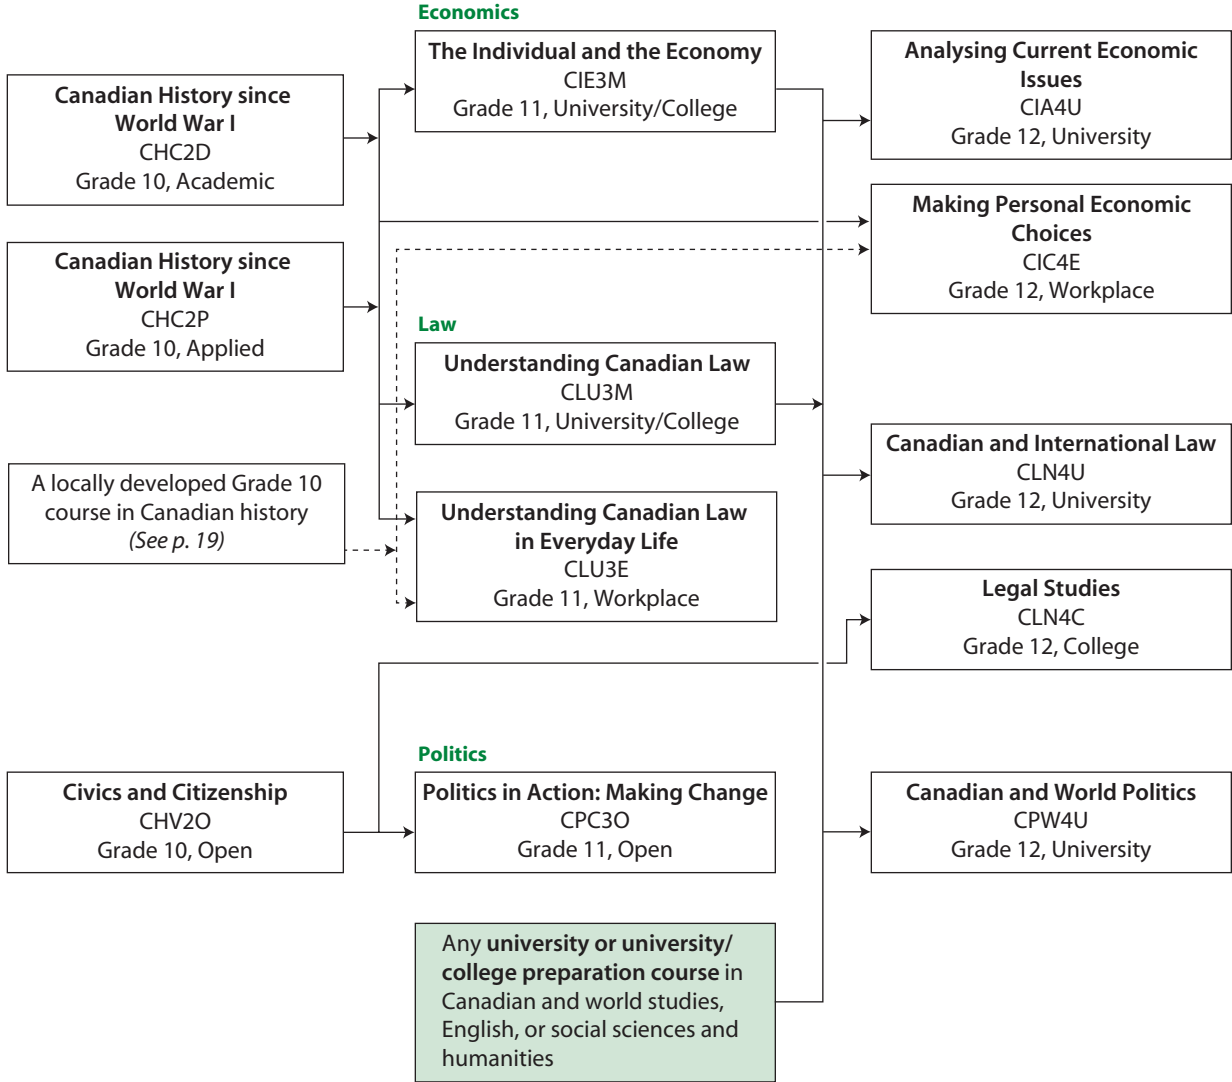 Economics
The Individual and the Economy
CIE3M
Grade 11, University/College
Analysing Current Economic
Issues
CIA4U
Grade 12, University
Canadian History since
World War I
CHC2D
Grade 10, Academic
Making Personal Economic
Choices
CIC4E
Grade 12, Workplace
Canadian History since
World War I
CHC2P
Grade 10, Applied
Law
Understanding Canadian Law
CLU3M
Grade 11, University/College
Canadian and International Law
CLN4U
Grade 12, University
A locally developed Grade 10
course in Canadian history
(See p. 19)
Understanding Canadian Law
in Everyday Life
CLU3E
Grade 11, Workplace
Legal Studies
CLN4C
Grade 12, College
Politics
Civics and Citizenship
CHV2O
Grade 10, Open
Politics in Action: Making Change
CPC3O
Grade 11, Open
Canadian and World Politics
CPW4U
Grade 12, University
Any university or university/
college preparation course in
Canadian and world studies,
English, or social sciences and
humanities